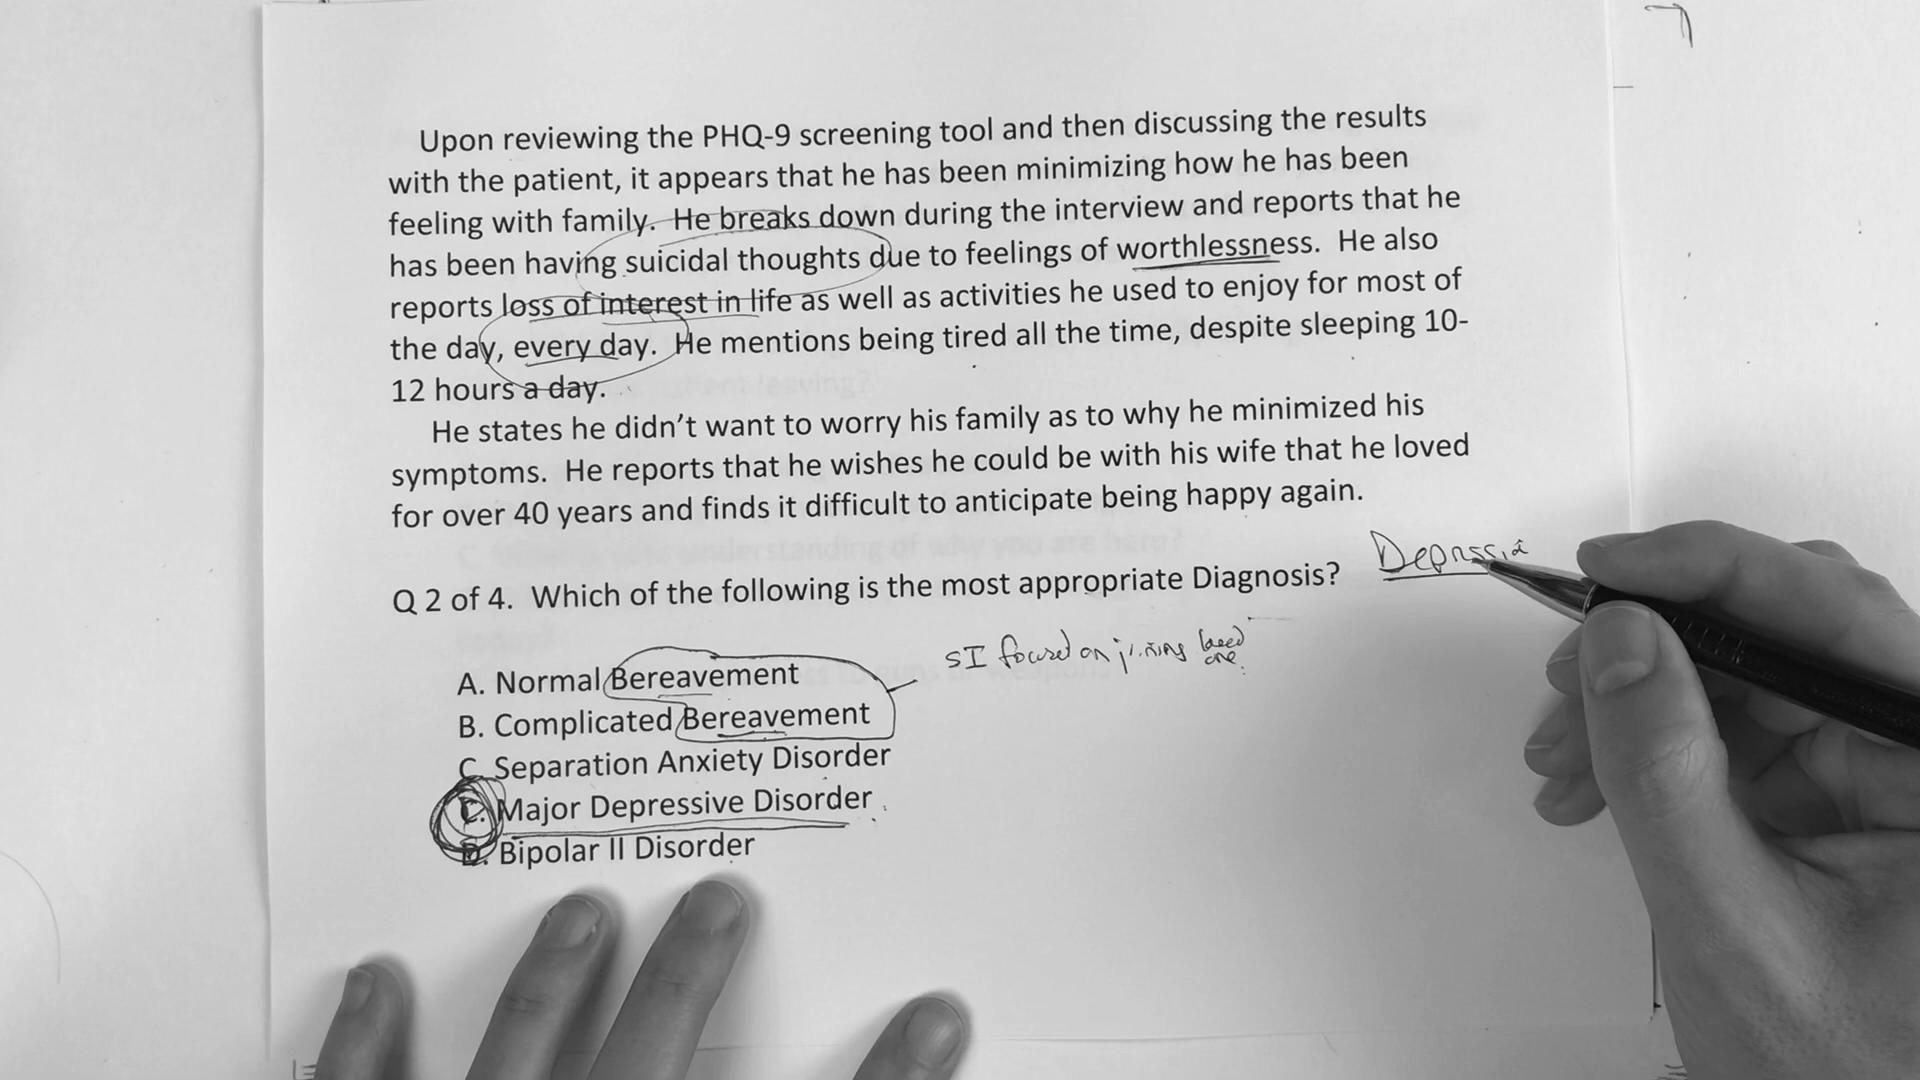 Upon reviewing the PHQ-9 screening tool and then discussing the results
with the patient, it appears that he has been minimizing how he has been
feeling with family. He breaks down during the interview and reports that he
has been having suicidal thoughts due to feelings of worthlessness. He also
reports loss of interest in life as well as activities he used to enjoy for most of
the day, every day. He mentions being tired all the time, despite sleeping 10-
12 hours a day.
He states he didn't want to worry his family as to why he minimized his
symptoms. He reports that he wishes he could be with his wife that he loved
for over 40 years and finds it difficult to anticipate being happy again.
Q 2 of 4. Which of the following is the most appropriate Diagnosis?
A. Normal Bereavement
B. Complicated Bereavement
SI focused on joining loved one.
C. Separation Anxiety Disorder
C. Major Depressive Disorder
D. Bipolar II Disorder